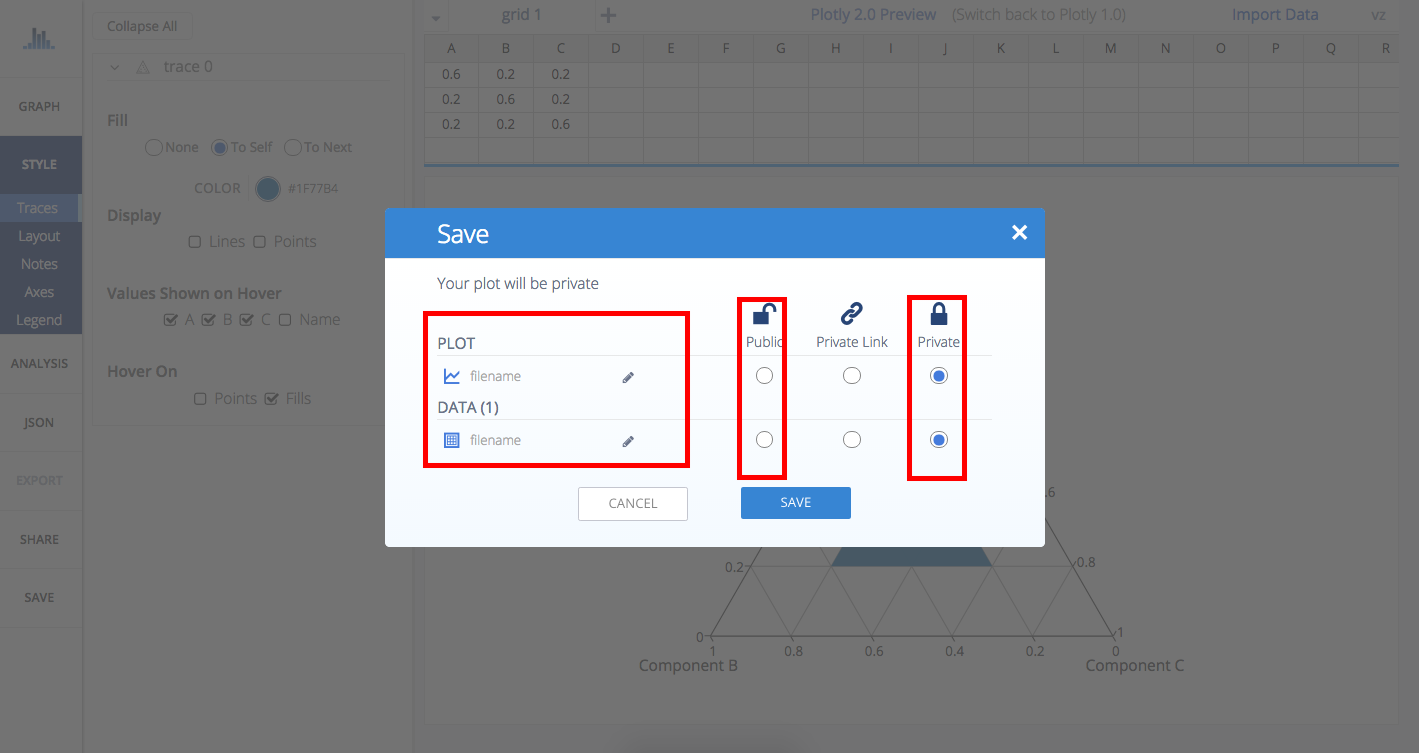 Collapse All
grid 1
Plotly 2.0 Preview (Switch back to Plotly 1.0) Import Data vz
A B C D E F G H I J K L M N O P Q R
0.6 0.2 0.2
0.2 0.6 0.2
0.2 0.2 0.6
GRAPH
STYLE
Traces
Layout
Notes
Axes
Legend
ANALYSIS
JSON
EXPORT
SHARE
SAVE
trace 0
Fill
None To Self To Next
COLOR #1F77B4
Display
Lines Points
Values Shown on Hover
A B C Name
Hover On
Points Fills
Save
Your plot will be private
Public Private Link Private
PLOT
filename
DATA (1)
filename
CANCEL SAVE
.6
0.2 0.8
0 1
1 0.8 0.6 0.4 0.2 0
Component B Component C